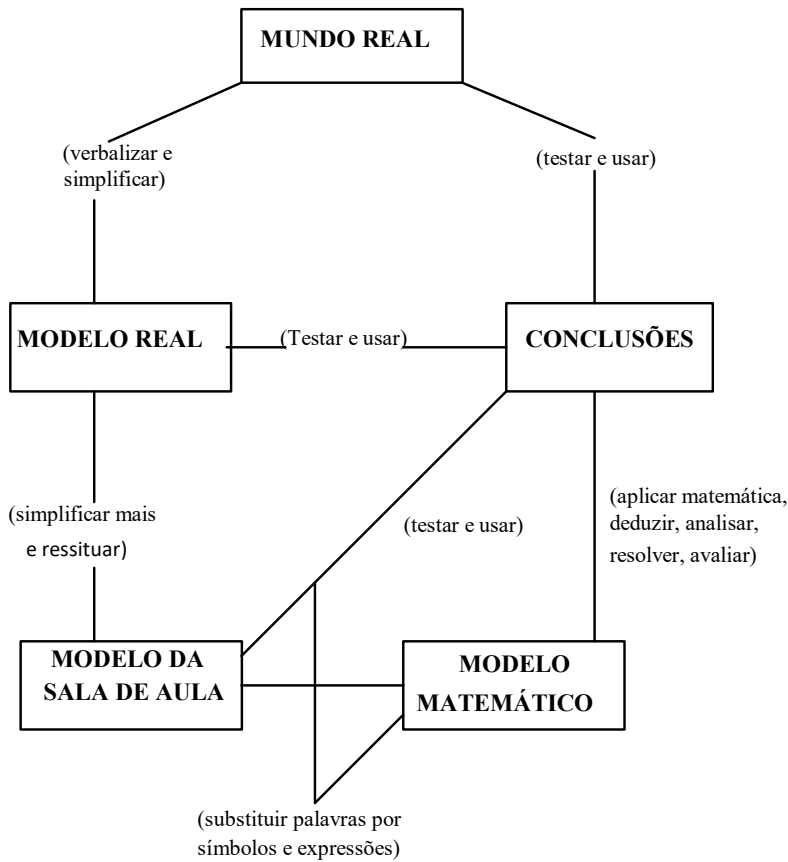 MUNDO REAL
(verbalizar e
simplificar)
(testar e usar)
MODELO REAL
(Testar e usar)
CONCLUSÕES
(simplificar mais
e ressituar)
(testar e usar)
(aplicar matemática,
deduzir, analisar,
resolver, avaliar)
MODELO DA
SALA DE AULA
MODELO
MATEMÁTICO
(substituir palavras por
símbolos e expressões)